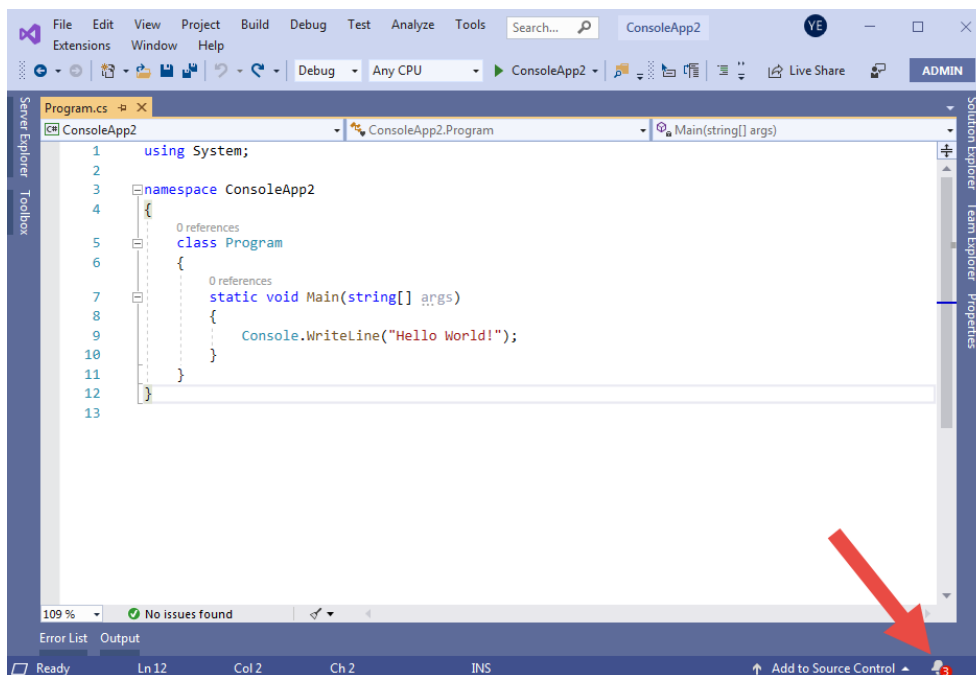 File Edit View Project Build Debug Test Analyze Tools Search... ConsoleApp2 YE
Extensions Window Help
Debug Any CPU ConsoleApp2 Live Share ADMIN
Server Explorer
Toolbox
Program.cs
C# ConsoleApp2 ConsoleApp2.Program Main(string[] args)
1 using System;
2
3 namespace ConsoleApp2
4 {
0 references
5 class Program
6 {
0 references
7 static void Main(string[] args)
8 {
9 Console.WriteLine("Hello World!");
10 }
11 }
12 }
13
Solution Explorer
Team Explorer
Properties
109 % No issues found
Error List Output
Ready Ln 12 Col 2 Ch 2 INS Add to Source Control 3